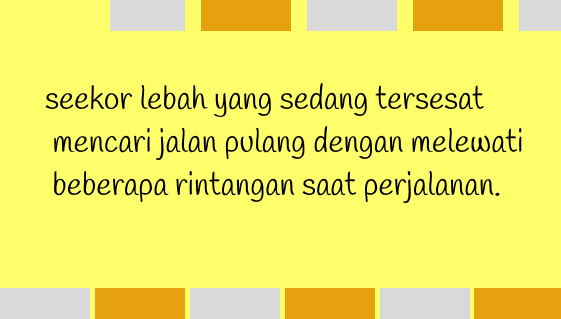 seekor lebah yang sedang tersesat
mencari jalan pulang dengan melewati
beberapa rintangan saat perjalanan.